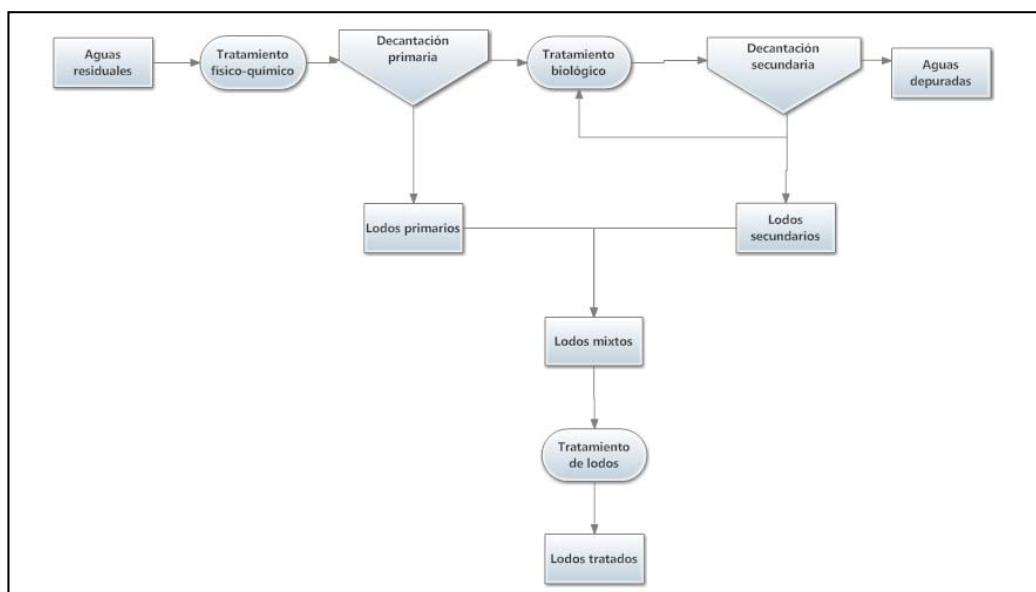 Aguas
residuales
Tratamiento
físico-químico
Decantación
primaria
Tratamiento
biológico
Decantación
secundaria
Aguas
depuradas
Lodos primarios
Lodos
secundarios
Lodos mixtos
Tratamiento
de lodos
Lodos tratados